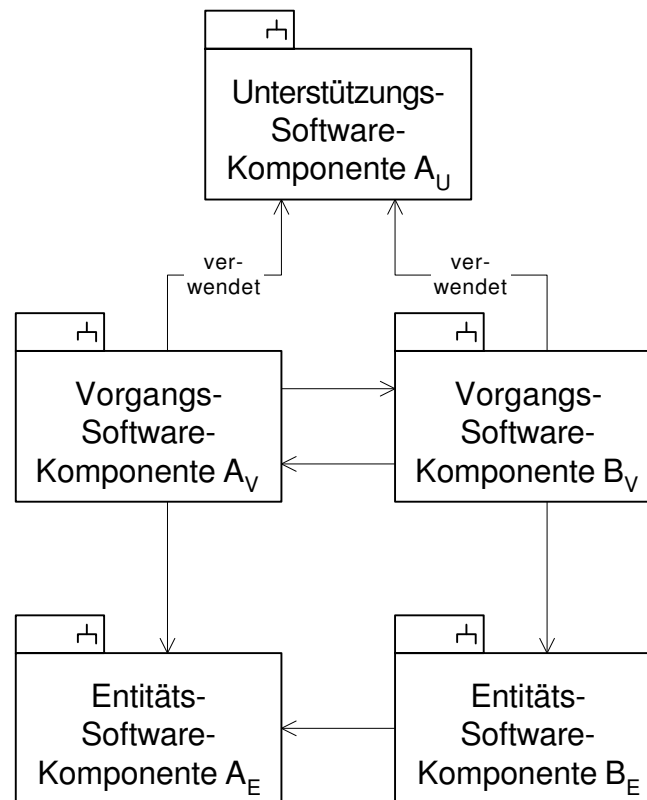 Unterstützungs-
Software-
Komponente A_U
ver-
wendet
ver-
wendet
Vorgangs-
Software-
Komponente A_V
Vorgangs-
Software-
Komponente B_V
Entitäts-
Software-
Komponente A_E
Entitäts-
Software-
Komponente B_E